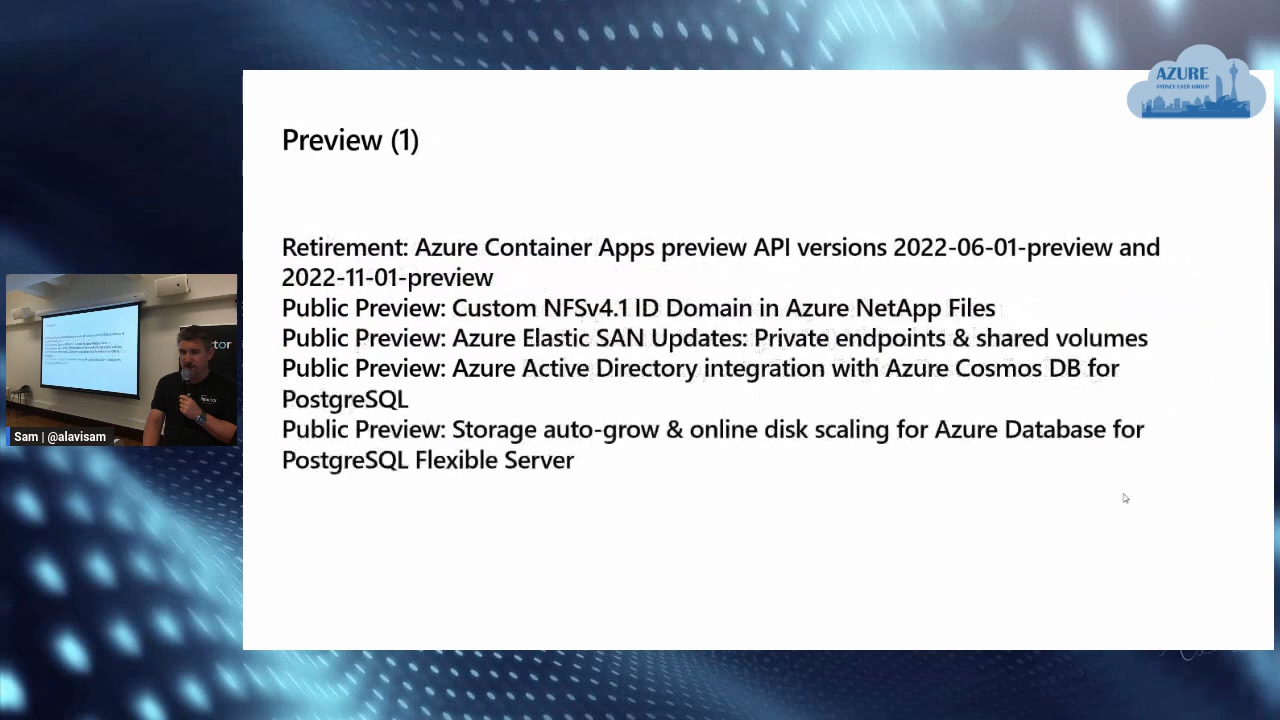 AZURE
SYDNEY USER GROUP
Preview (1)
Retirement: Azure Container Apps preview API versions 2022-06-01-preview and
2022-11-01-preview
Public Preview: Custom NFSv4.1 ID Domain in Azure NetApp Files
Public Preview: Azure Elastic SAN Updates: Private endpoints & shared volumes
Public Preview: Azure Active Directory integration with Azure Cosmos DB for
PostgreSQL
Public Preview: Storage auto-grow & online disk scaling for Azure Database for
PostgreSQL Flexible Server
Sam | @alavisam